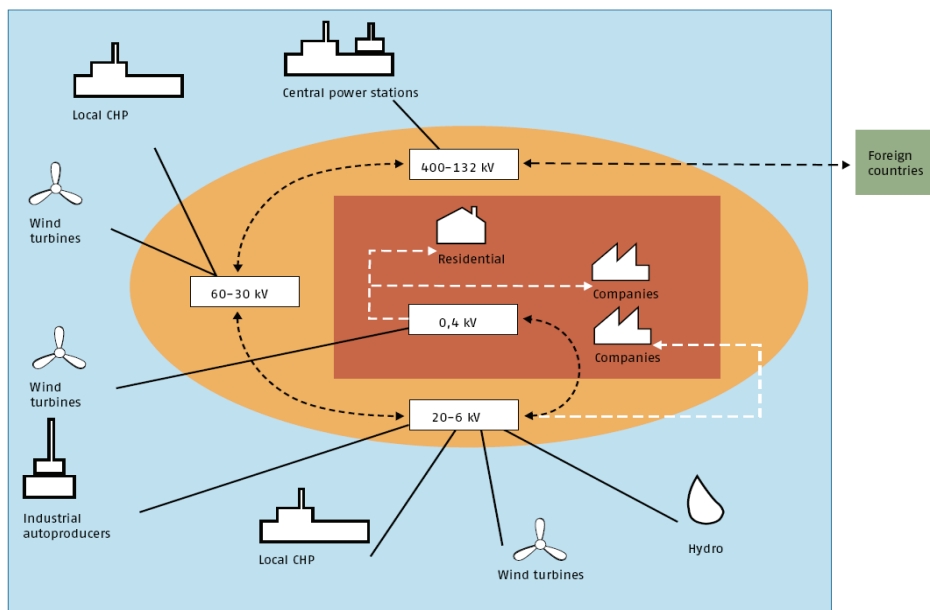 Central power stations
Local CHP
400–132 kV
Foreign
countries
Wind
turbines
Residential
60–30 kV
Companies
0,4 kV
Companies
Wind
turbines
20–6 kV
Industrial
autoproducers
Local CHP
Wind turbines
Hydro